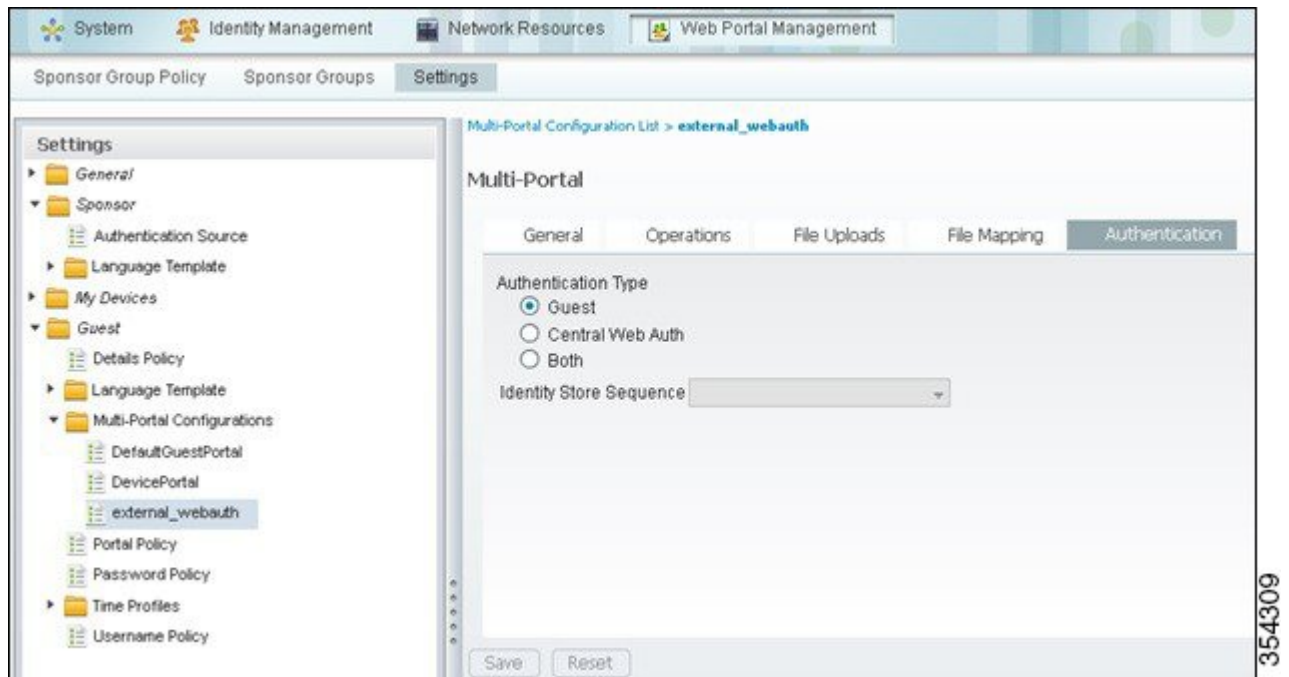 System Identity Management Network Resources Web Portal Management
Sponsor Group Policy Sponsor Groups Settings
Settings
General
Sponsor
Authentication Source
Language Template
My Devices
Guest
Details Policy
Language Template
Multi-Portal Configurations
DefaultGuestPortal
DevicePortal
external_webauth
Portal Policy
Password Policy
Time Profiles
Username Policy
Multi-Portal Configuration List > external_webauth
Multi-Portal
General Operations File Uploads File Mapping Authentication
Authentication Type
Guest
Central Web Auth
Both
Identity Store Sequence
Save Reset
354309